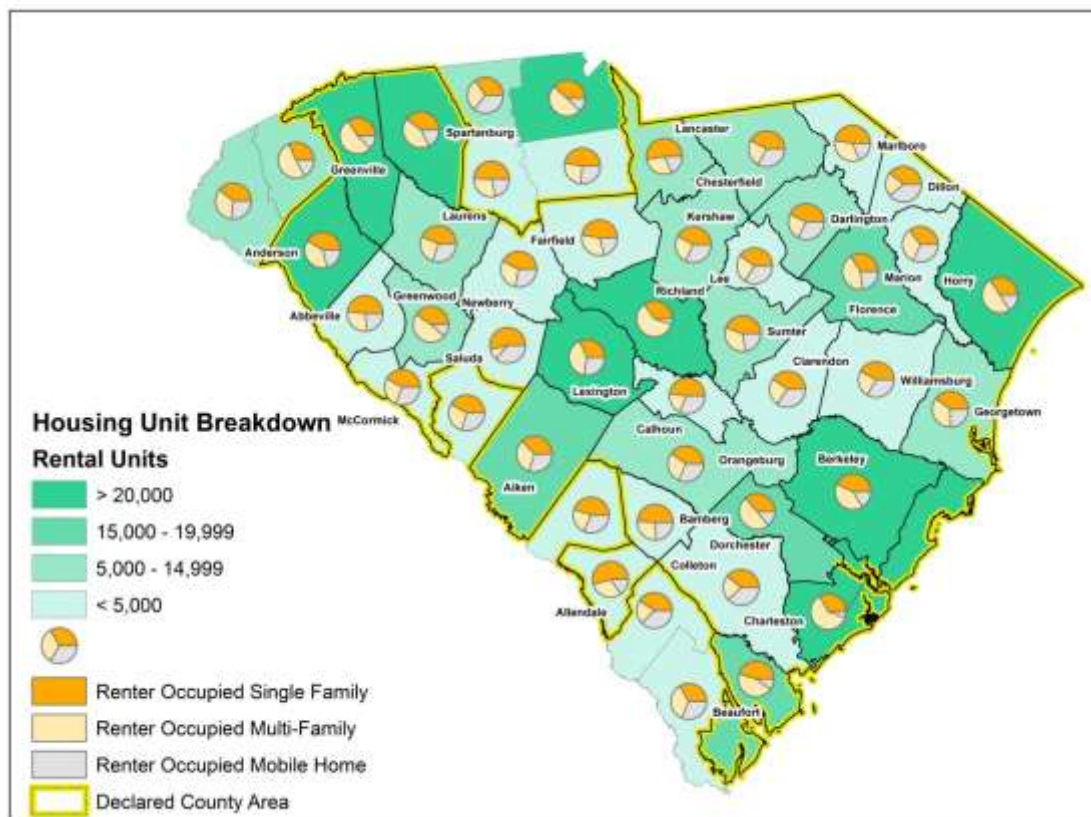 Lancaster
Marlboro
Spartanburg
Greenville
Chesterfield
Dillon
Laurens
Kershaw
Darlington
Fairfield
Anderson
Lee
Marion
Horry
Richland
Greenwood
Newberry
Abbeville
Florence
Sumter
Saluda
Clarendon
Williamsburg
Lexington
Georgetown
McCormick
Calhoun
Orangeburg
Berkeley
Aiken
Bamberg
Dorchester
Colleton
Allendale
Charleston
Beaufort
Housing Unit Breakdown
Rental Units
> 20,000
15,000 - 19,999
5,000 - 14,999
< 5,000
Renter Occupied Single Family
Renter Occupied Multi-Family
Renter Occupied Mobile Home
Declared County Area